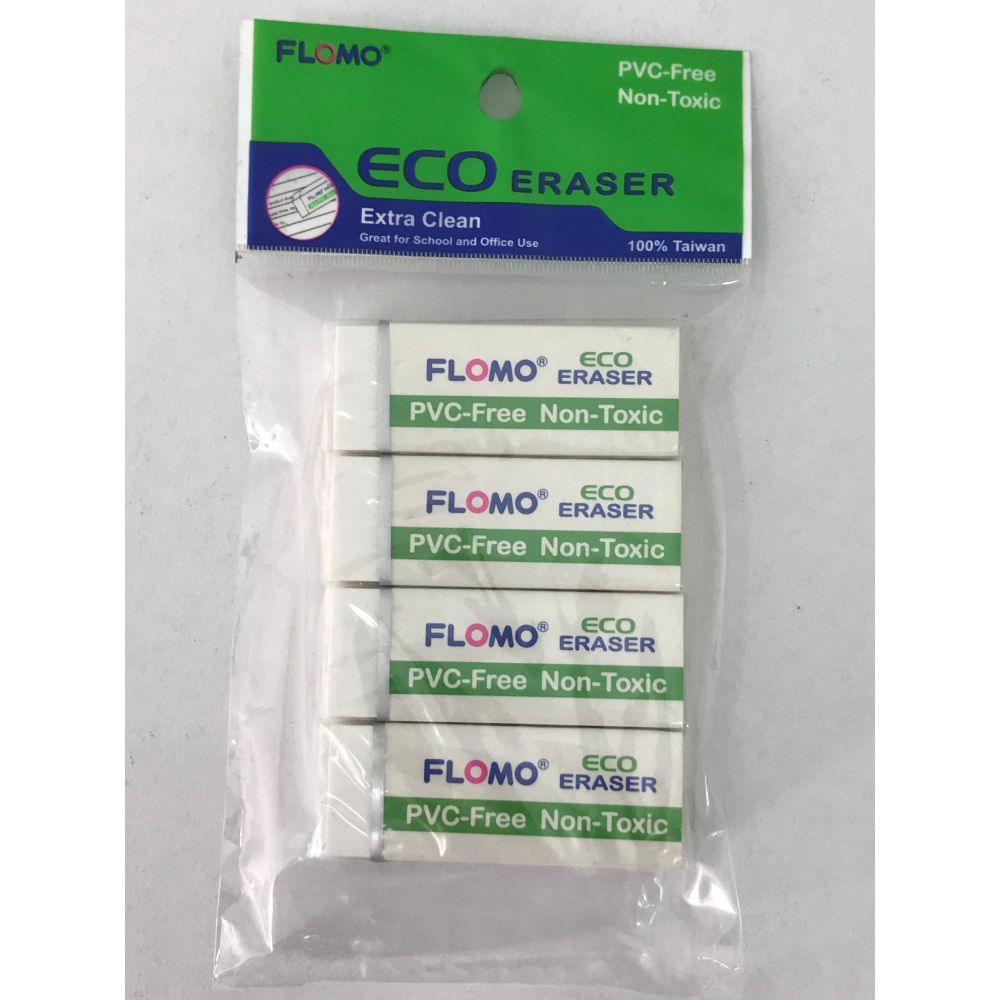 FLOMO®
PVC-Free
Non-Toxic
ECO ERASER
Extra Clean
Great for School and Office Use
100% Taiwan
FLOMO® ECO
ERASER
PVC-Free Non-Toxic
FLOMO® ECO
ERASER
PVC-Free Non-Toxic
FLOMO® ECO
ERASER
PVC-Free Non-Toxic
FLOMO® ECO
ERASER
PVC-Free Non-Toxic